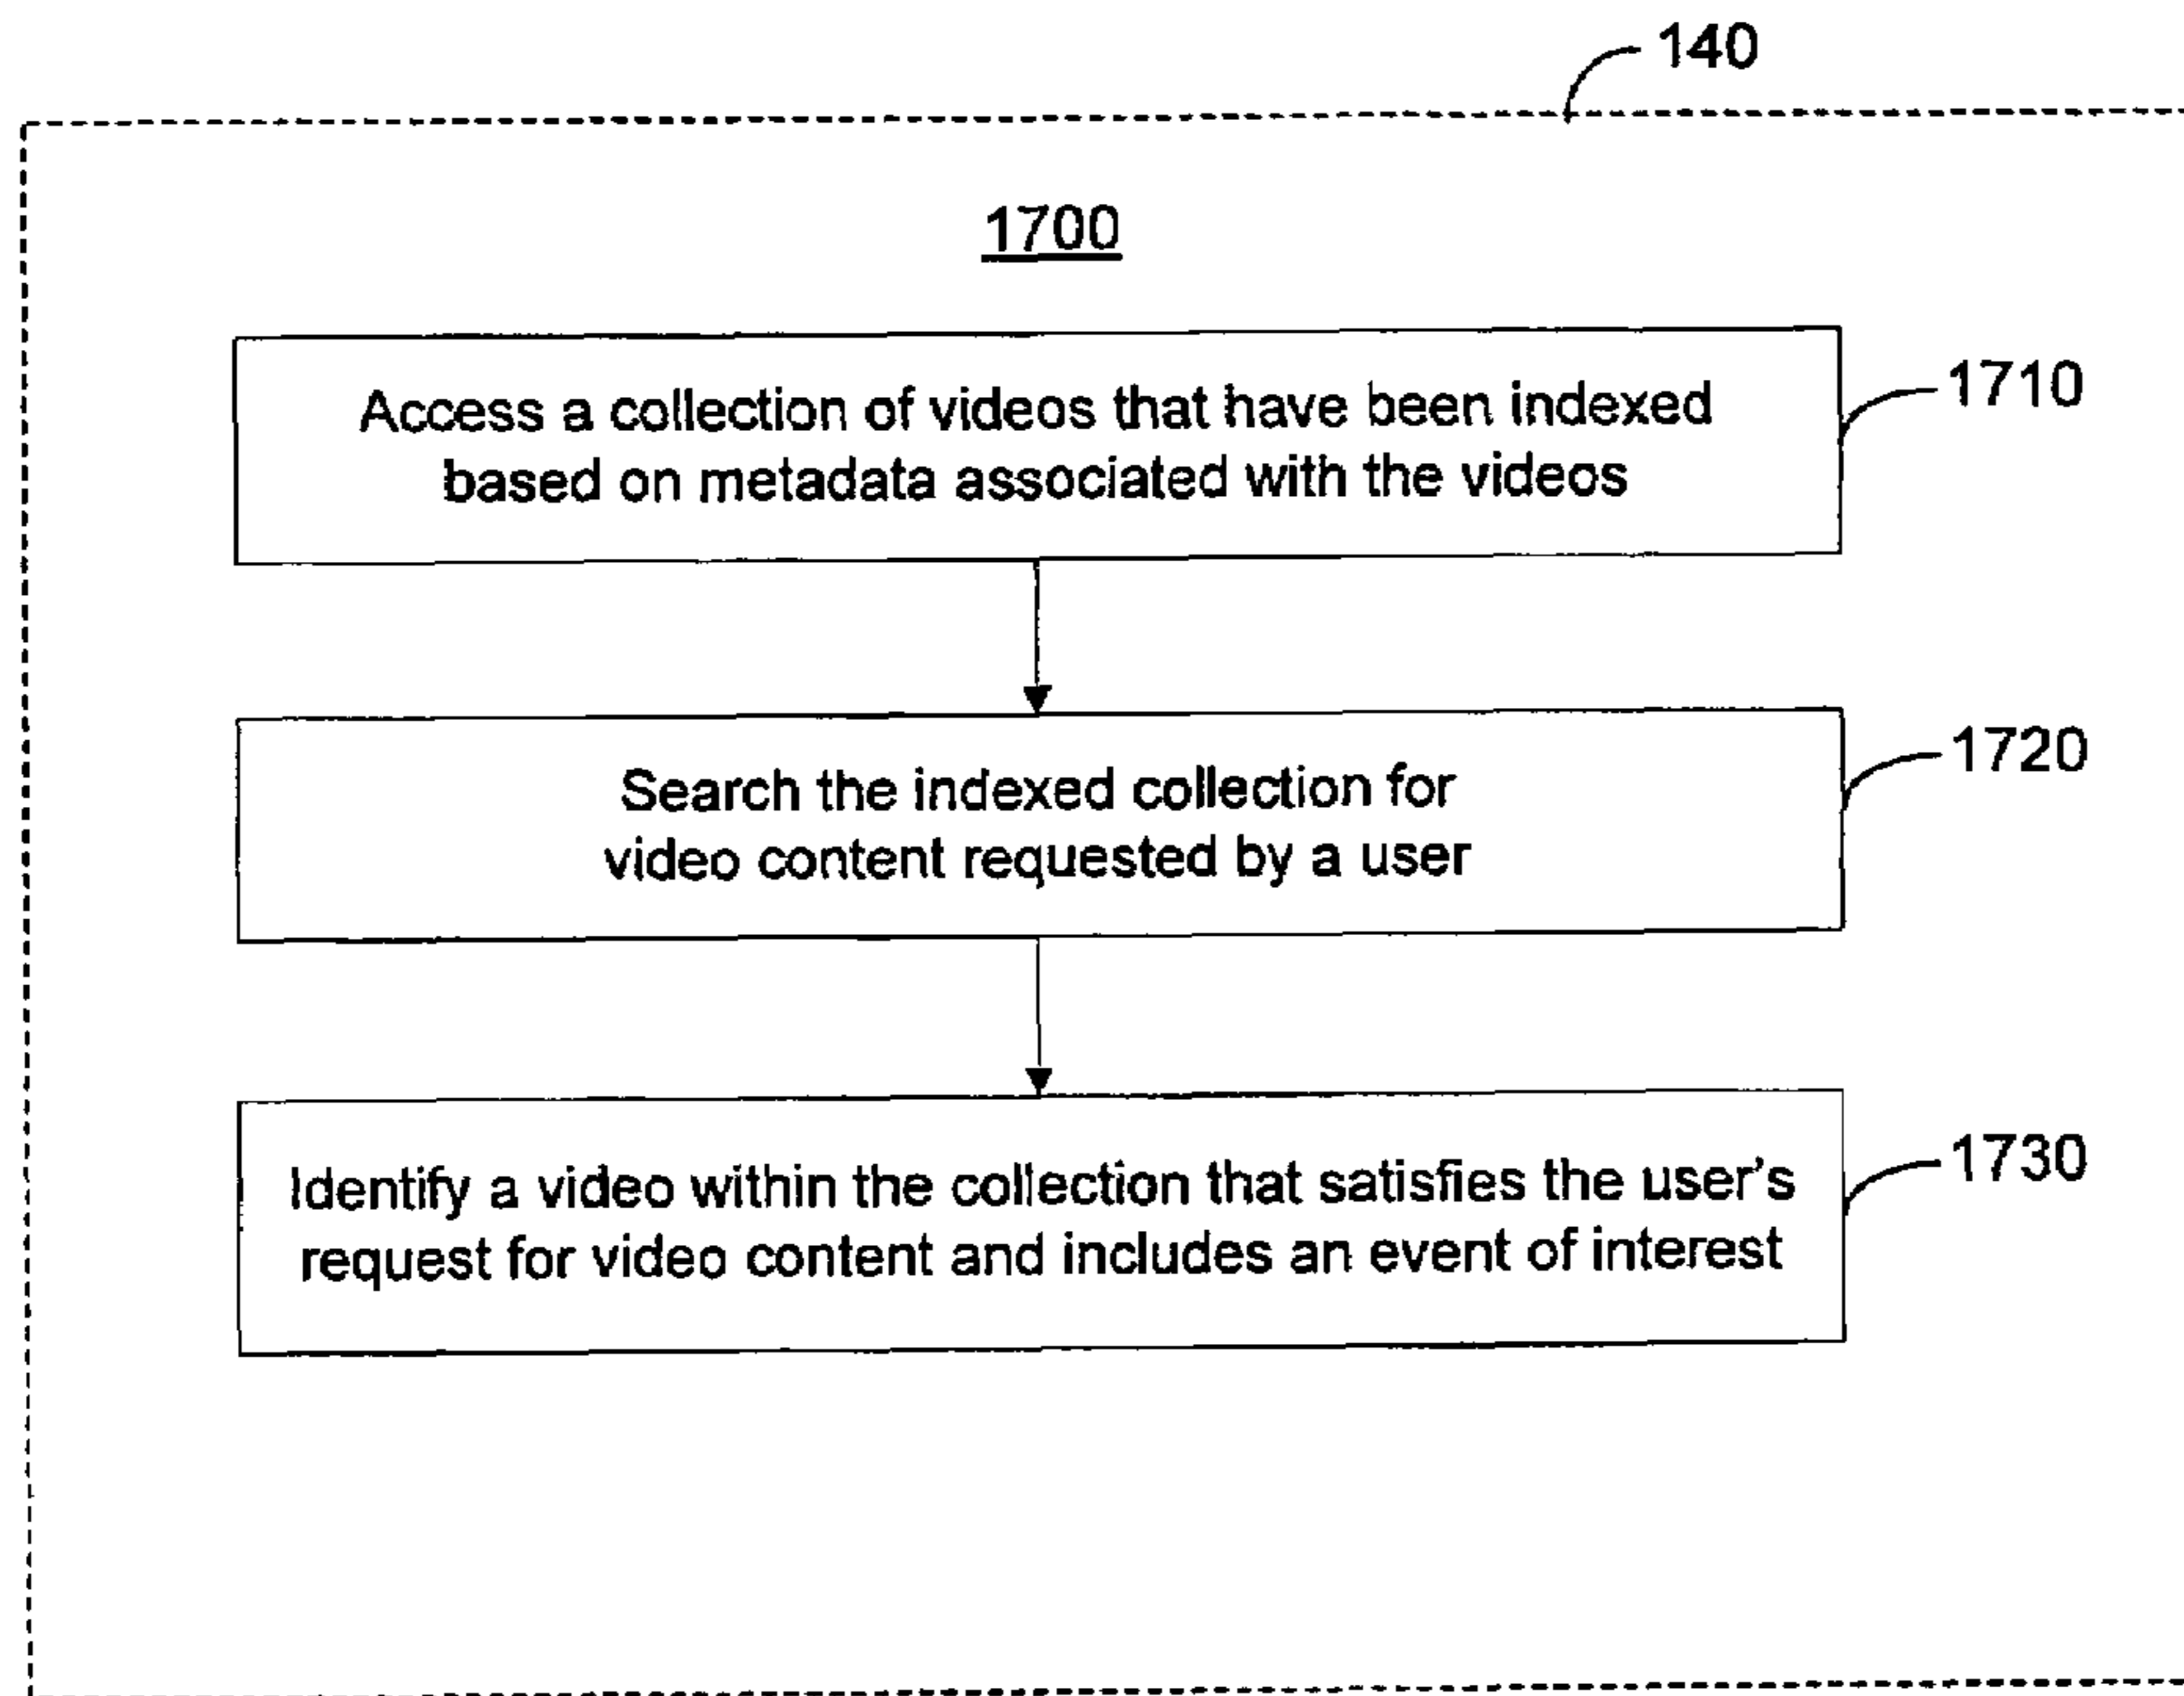 140
1700
Access a collection of videos that have been indexed
based on metadata associated with the videos
1710
Search the indexed collection for
video content requested by a user
1720
Identify a video within the collection that satisfies the user's
request for video content and includes an event of interest
1730